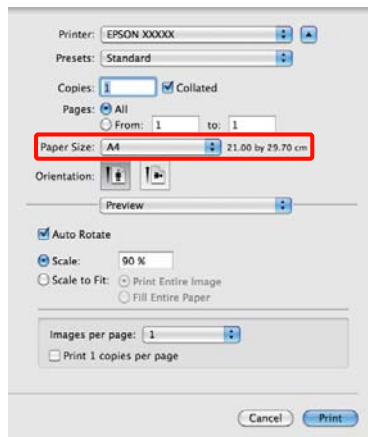 Printer: EPSON XXXXX
Presets: Standard
Copies: 1 Collated
Pages: All
From: 1 to: 1
Paper Size: A4 21.00 by 29.70 cm
Orientation:
Preview
Auto Rotate
Scale: 90 %
Scale to Fit: Print Entire Image
Fill Entire Paper
Images per page: 1
Print 1 copies per page
Cancel Print